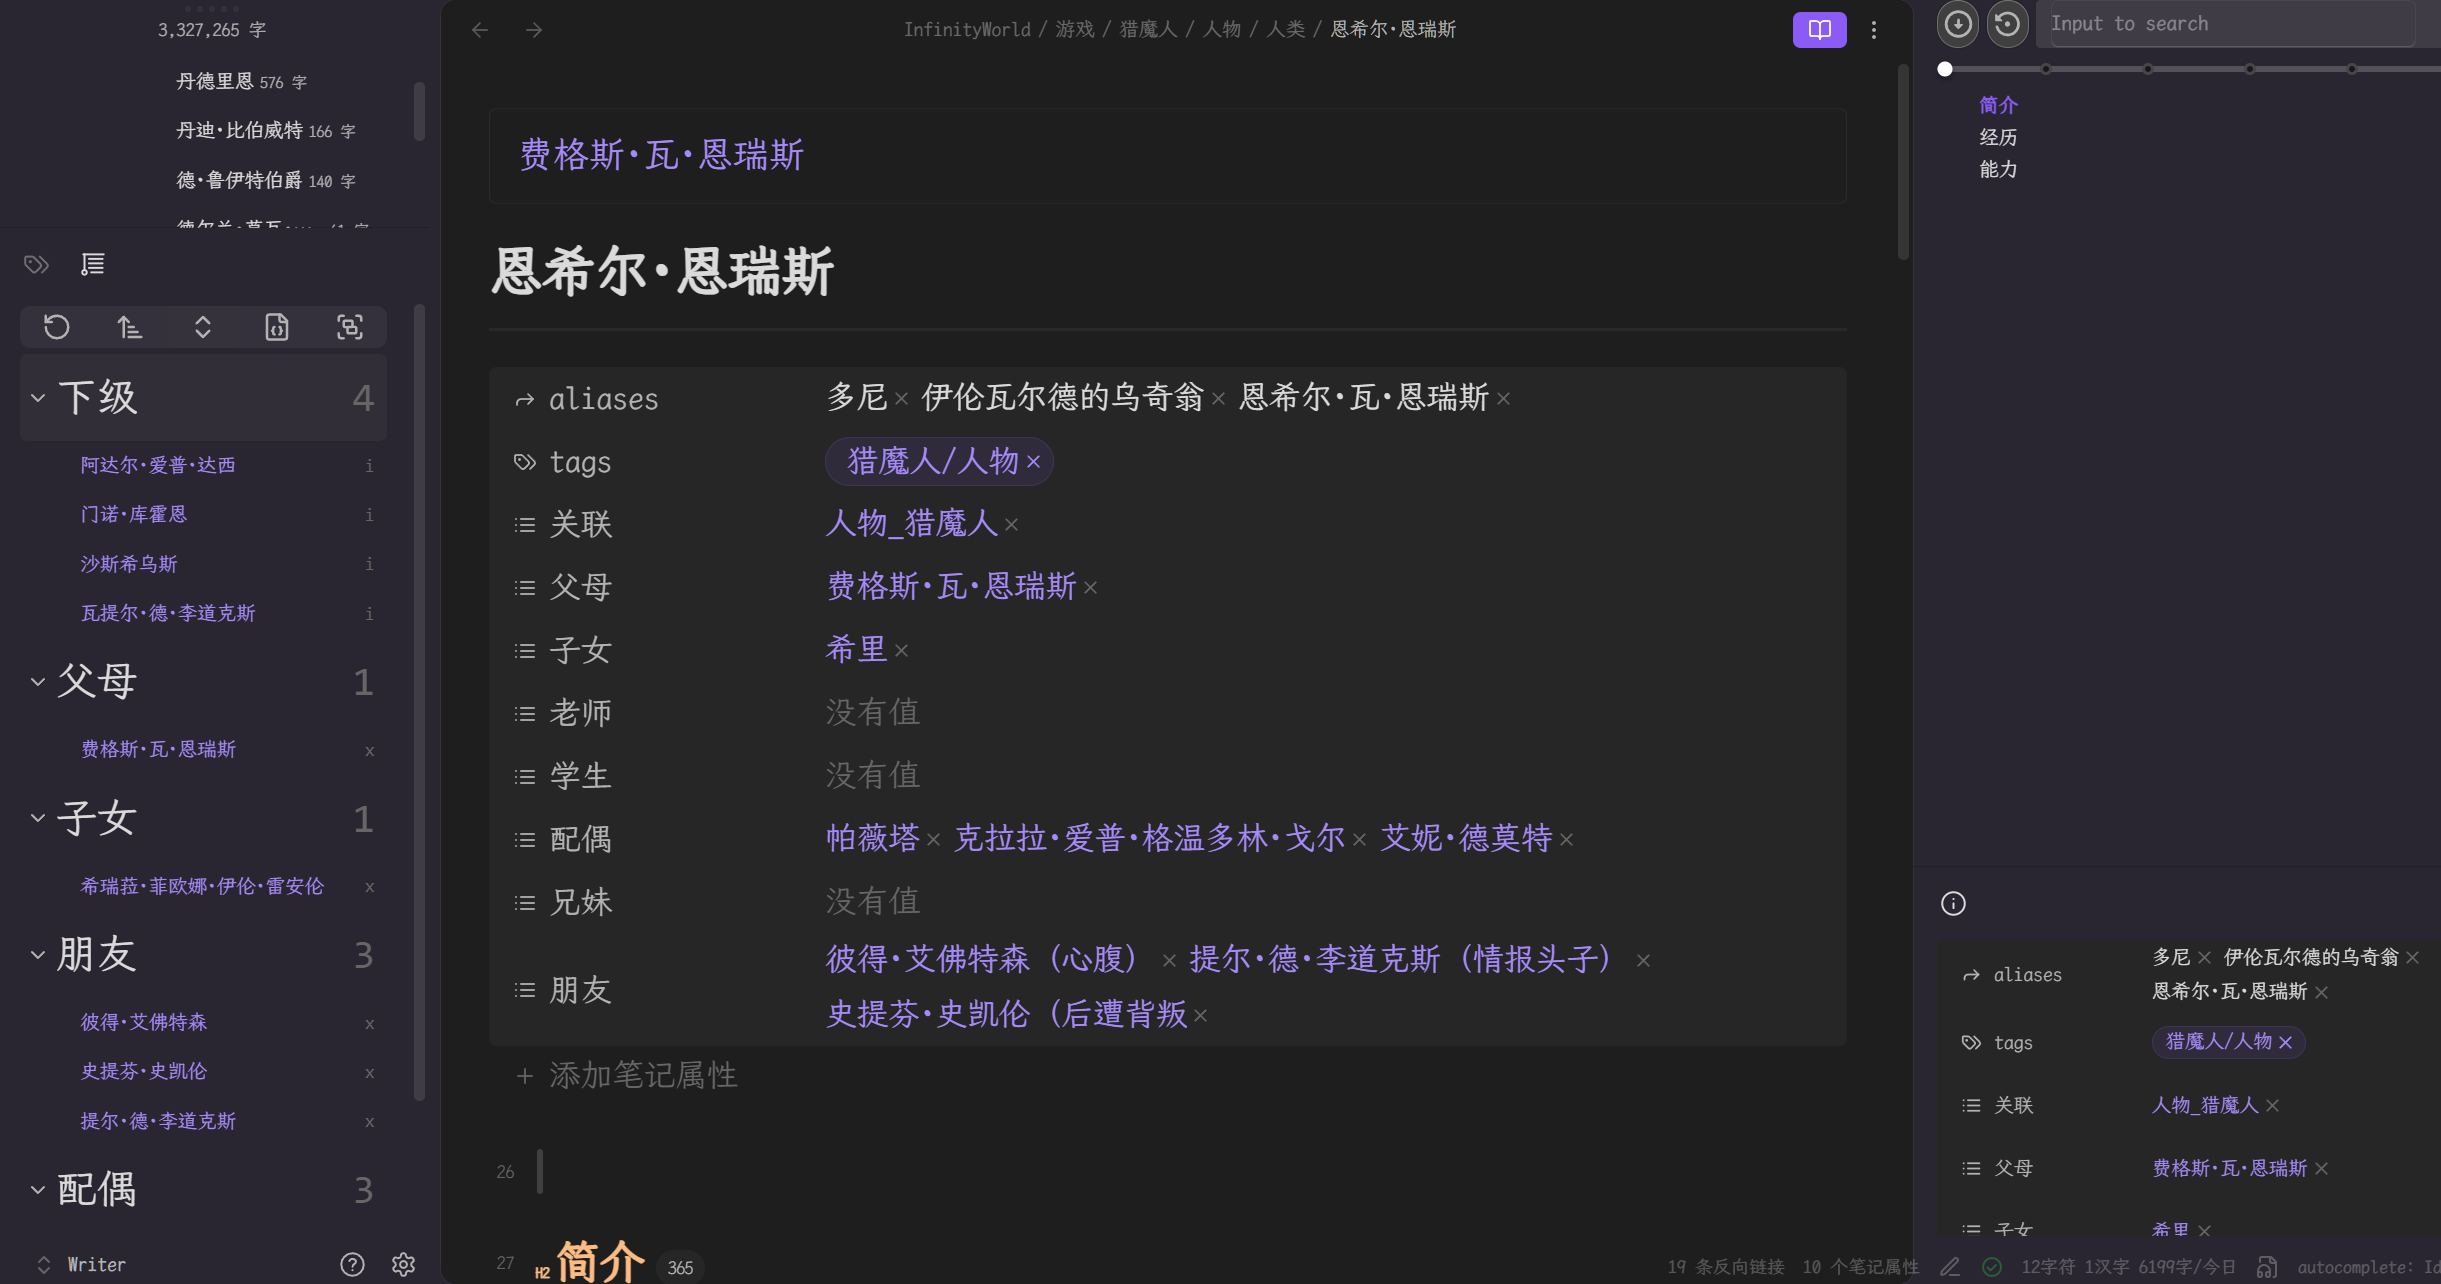 3,327,265 字
丹德里恩 576 字
丹迪·比伯威特 166 字
德·鲁伊特伯爵 140 字
下级 4
阿达尔·爱普·达西 i
门诺·库霍恩 i
沙斯希乌斯 i
瓦提尔·德·李道克斯 i
父母 1
费格斯·瓦·恩瑞斯 x
子女 1
希瑞菈·菲欧娜·伊伦·雷安伦 x
朋友 3
彼得·艾佛特森 x
史提芬·史凯伦 x
提尔·德·李道克斯 x
配偶 3
Writer
InfinityWorld / 游戏 / 猎魔人 / 人物 / 人类 / 恩希尔·恩瑞斯
费格斯·瓦·恩瑞斯
恩希尔·恩瑞斯
aliases 多尼 × 伊伦瓦尔德的乌奇翁 × 恩希尔·瓦·恩瑞斯 ×
tags 猎魔人/人物 ×
关联 人物_猎魔人 ×
父母 费格斯·瓦·恩瑞斯 ×
子女 希里 ×
老师 没有值
学生 没有值
配偶 帕薇塔 × 克拉拉·爱普·格温多林·戈尔 × 艾妮·德莫特 ×
兄妹 没有值
朋友 彼得·艾佛特森（心腹） × 提尔·德·李道克斯（情报头子） ×
史提芬·史凯伦（后遭背叛 ×
+ 添加笔记属性
26
27 H2 简介 365
19 条反向链接 10 个笔记属性 12字符 1汉字 6199字/今日 autocomplete: Id
Input to search
简介
经历
能力
aliases 多尼 × 伊伦瓦尔德的乌奇翁 ×
恩希尔·瓦·恩瑞斯 ×
tags 猎魔人/人物 ×
关联 人物_猎魔人 ×
父母 费格斯·瓦·恩瑞斯 ×
子女 希里 ×